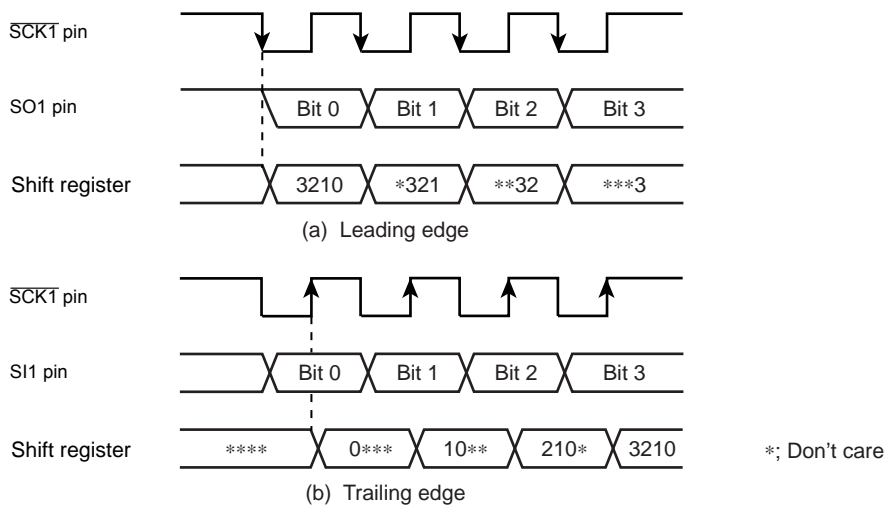 SCK1 pin
SO1 pin Bit 0 Bit 1 Bit 2 Bit 3
Shift register 3210 *321 **32 ***3
(a) Leading edge
SCK1 pin
SI1 pin Bit 0 Bit 1 Bit 2 Bit 3
Shift register **** 0*** 10** 210* 3210 *; Don't care
(b) Trailing edge